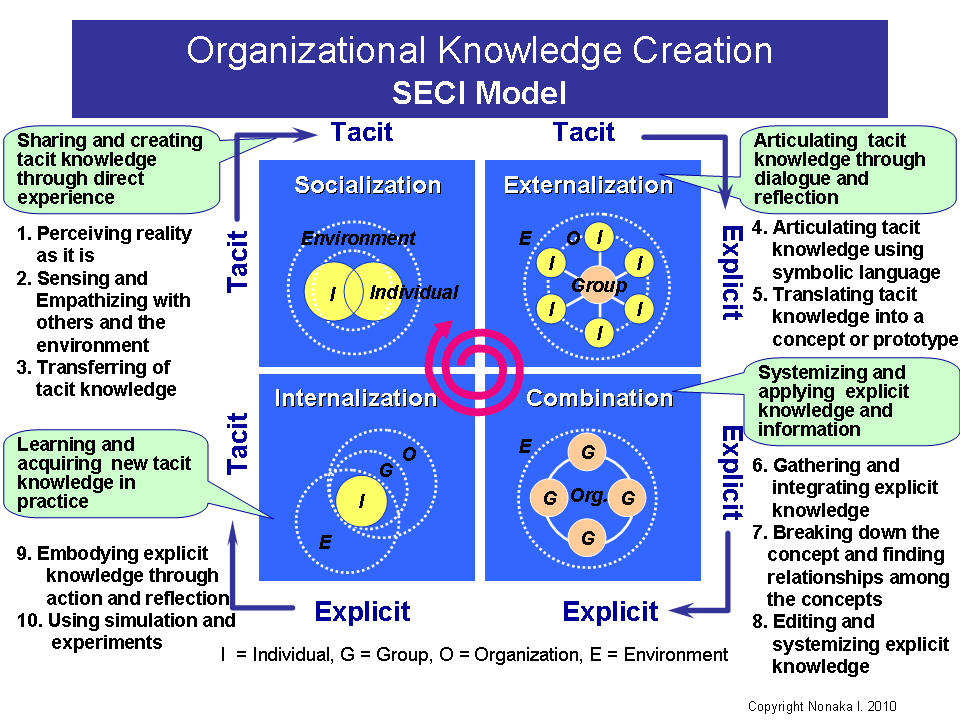 Organizational Knowledge Creation
SECI Model
Tacit
Tacit
Sharing and creating
tacit knowledge
through direct
experience
1. Perceiving reality
as it is
2. Sensing and
Empathizing with
others and the
environment
3. Transferring of
tacit knowledge
Tacit
Socialization
Environment
I
Individual
Externalization
E
O
I
I
I
Group
I
I
I
Explicit
Articulating tacit
knowledge through
dialogue and
reflection
4. Articulating tacit
knowledge using
symbolic language
5. Translating tacit
knowledge into a
concept or prototype
Learning and
acquiring new tacit
knowledge in
practice
9. Embodying explicit
knowledge through
action and reflection
10. Using simulation and
experiments
Tacit
Internalization
O
G
I
E
Combination
E
G
G
Org.
G
G
Explicit
Systemizing and
applying explicit
knowledge and
information
6. Gathering and
integrating explicit
knowledge
7. Breaking down the
concept and finding
relationships among
the concepts
8. Editing and
systemizing explicit
knowledge
Explicit
Explicit
I = Individual, G = Group, O = Organization, E = Environment
Copyright Nonaka I. 2010